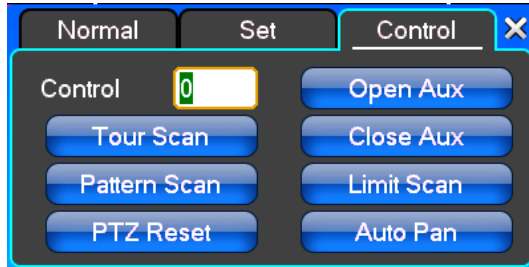 Normal Set Control
Control 0 Open Aux
Tour Scan Close Aux
Pattern Scan Limit Scan
PTZ Reset Auto Pan